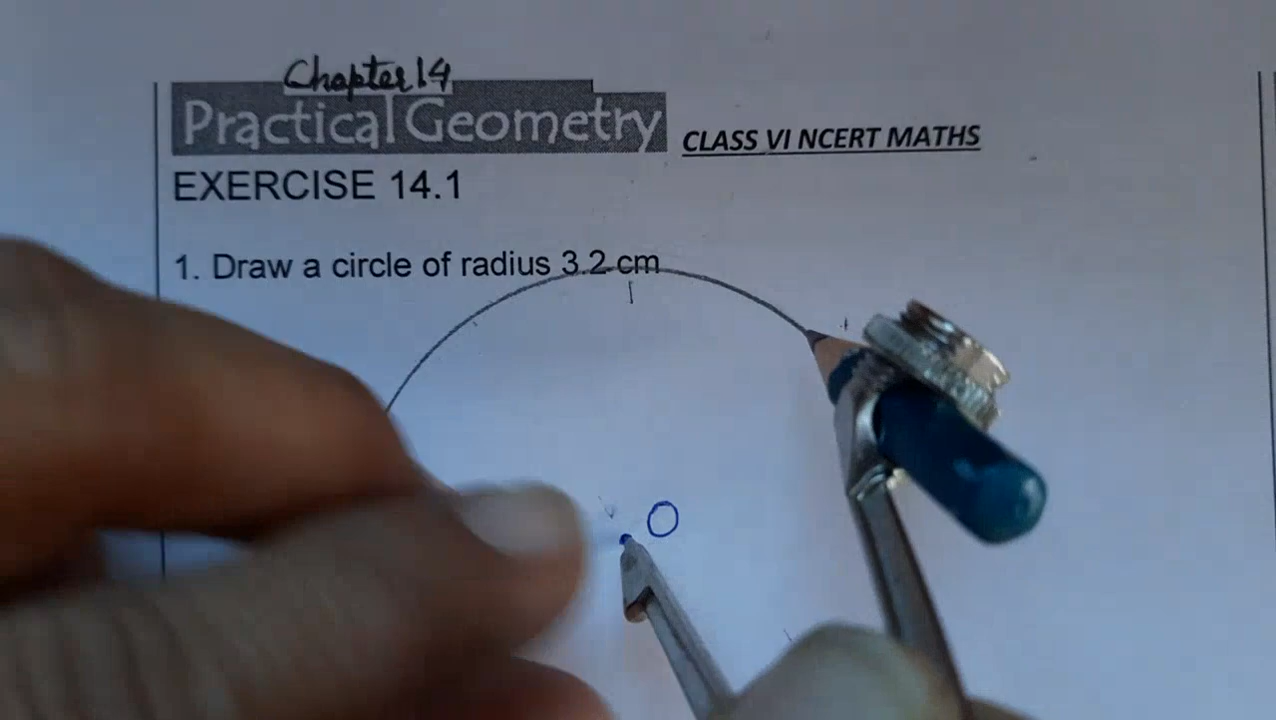 Chapter 14
Practical Geometry
CLASS VI NCERT MATHS
EXERCISE 14.1
1. Draw a circle of radius 3.2 cm
O